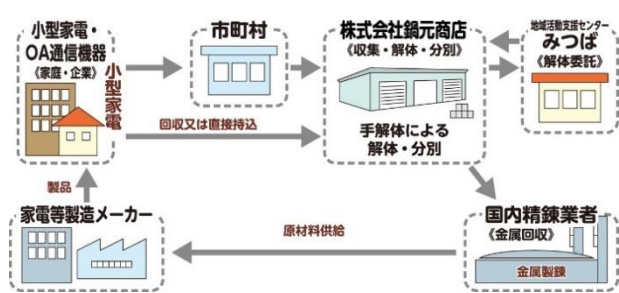 小型家電・
OA通信機器
《家庭・企業》
小型家電
市町村
株式会社鍋元商店
《収集・解体・分別》
手解体による
解体・分別
地域活動支援センター
みつば
《解体委託》
回収又は直接持込
製品
家電等製造メーカー
原材料供給
国内精錬業者
《金属回収》
金属製錬